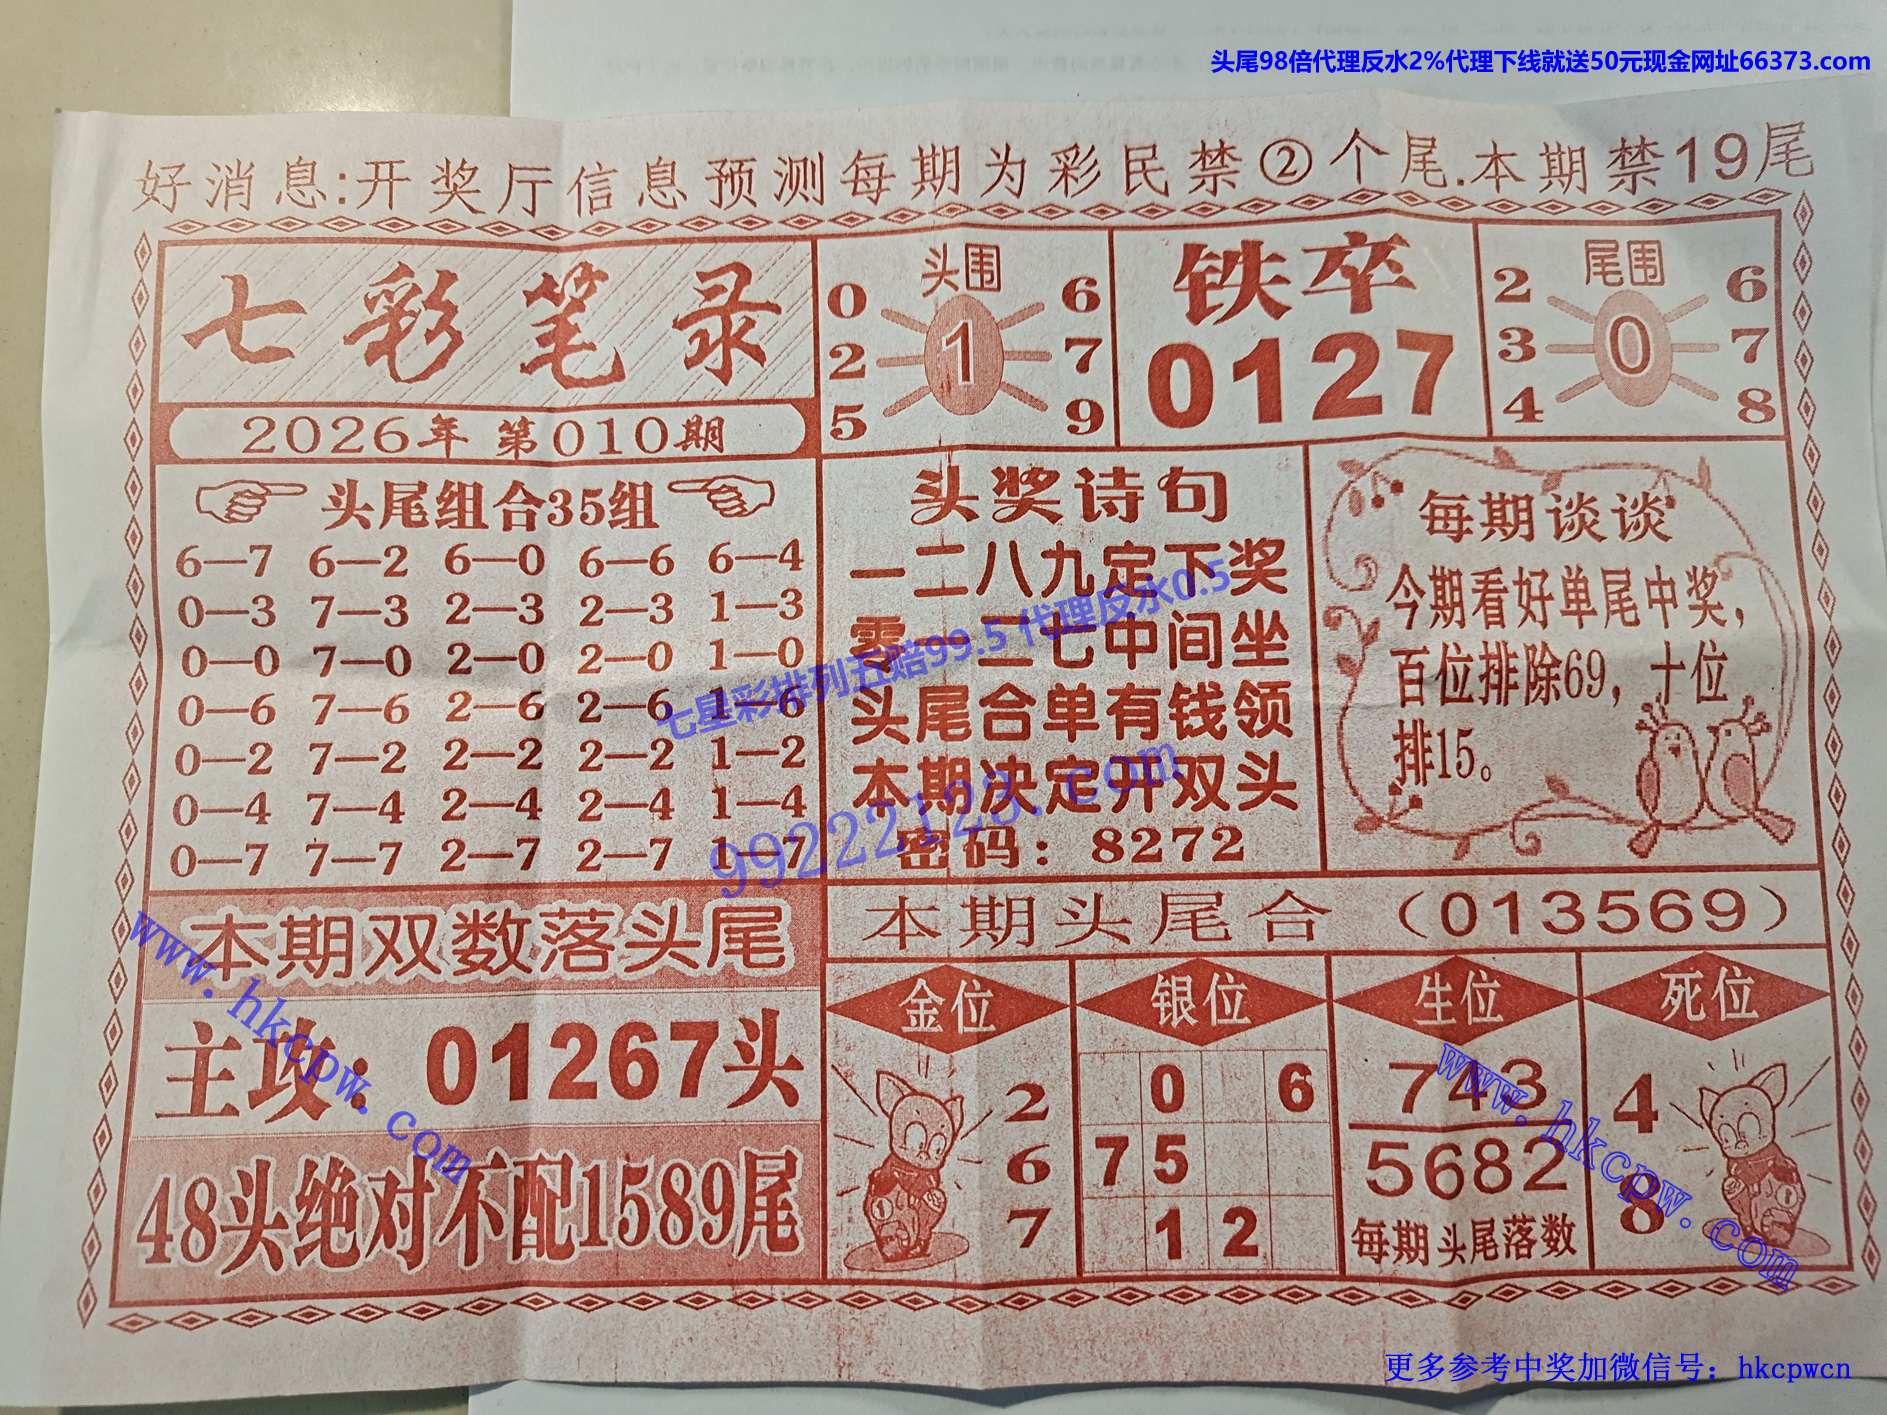 头尾98倍代理反水2%代理下线就送50元现金网址66373.com
好消息:开奖厅信息预测每期为彩民禁②个尾.本期禁19尾
七彩笔录
2026年 第010期
头围
0 6
2 1 7
5 9
铁卒
0127
尾围
2 6
3 0 7
4 8
头尾组合35组
6—7 6—2 6—0 6—6 6—4
0—3 7—3 2—3 2—3 1—3
0—0 7—0 2—0 2—0 1—0
0—6 7—6 2—6 2—6 1—6
0—2 7—2 2—2 2—2 1—2
0—4 7—4 2—4 2—4 1—4
0—7 7—7 2—7 2—7 1—7
头奖诗句
一二八九定下奖
零一二七中间坐
头尾合单有钱领
本期决定开双头
密码：8272
七星彩排列五赔99.5 代理反水0.5
99222123.com
每期谈谈
今期看好单尾中奖，
百位排除69，十位
排15。
本期双数落头尾
主攻：01267头
48头绝对不配1589尾
本期头尾合（013569）
金位
2
6
7
1
银位
0 6
7 5
1 2
生位
743
5682
每期头尾落数
死位
4
8
www.hkcpw.com
www.hkcpw.com
更多参考中奖加微信号：hkcpwcn